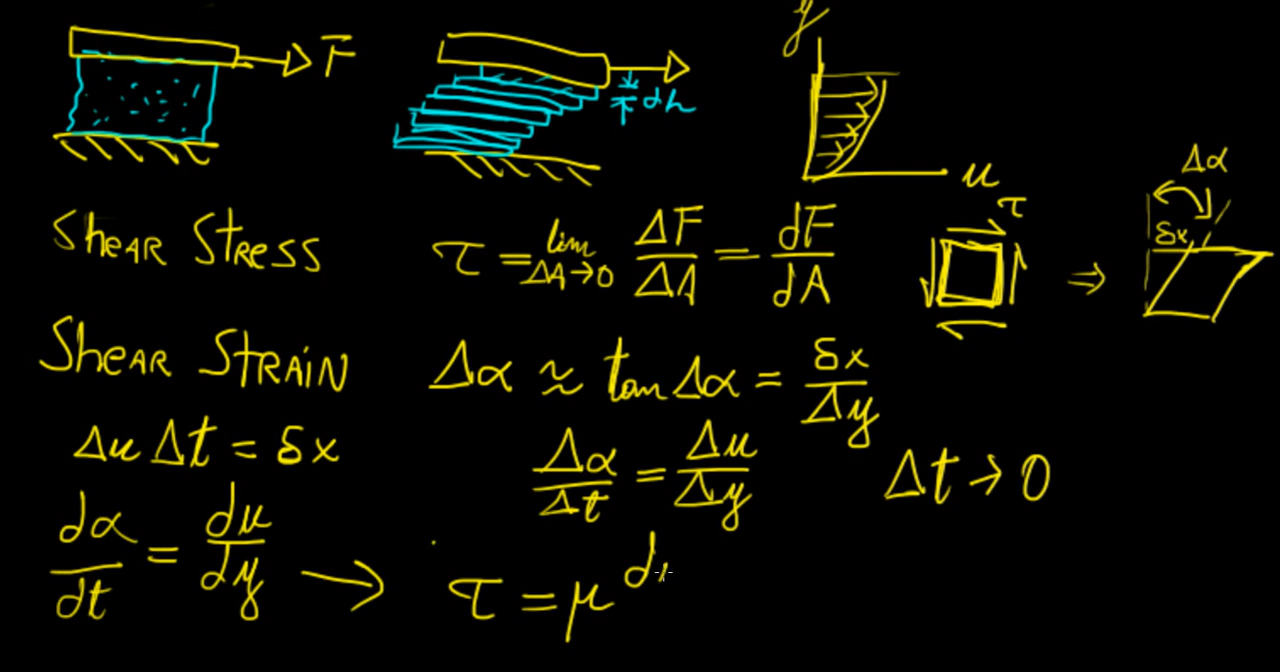 F
dh
y
u
τ
Δα
δx
SHEAR STRESS τ = lim ΔA→0 ΔF/ΔA = dF/dA ⇒
SHEAR STRAIN Δα ≈ tan Δα = δx/Δy
Δu Δt = δx Δα/Δt = Δu/Δy Δt → 0
dα/dt = du/dy → τ = μ d